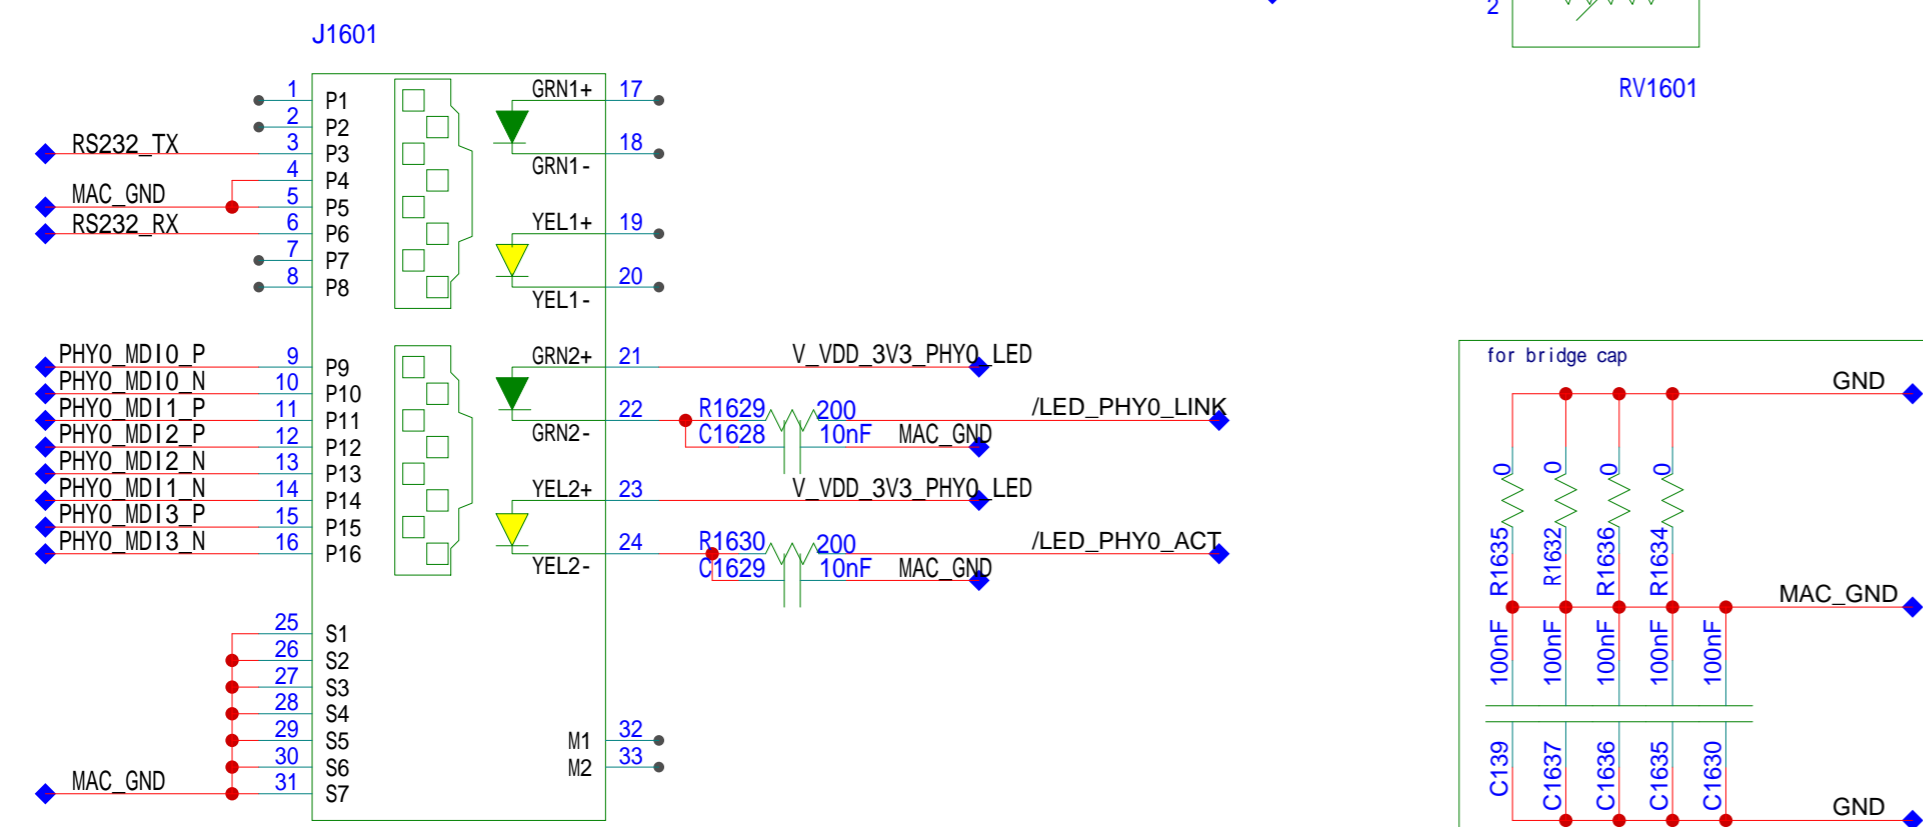 2
J1601
RV1601
1 P1 GRN1+ 17
2 P2
RS232_TX 3 P3 18
4 P4 GRN1-
MAC_GND 5 P5
RS232_RX 6 P6 YEL1+ 19
7 P7
8 P8 20
YEL1-
PHY0_MDI0_P 9 P9 GRN2+ 21 V_VDD_3V3_PHY0_LED
PHY0_MDI0_N 10 P10
PHY0_MDI1_P 11 P11 22 R1629 200 /LED_PHY0_LINK
PHY0_MDI2_P 12 P12 GRN2- C1628 10nF MAC_GND
PHY0_MDI2_N 13 P13
PHY0_MDI1_N 14 P14 YEL2+ 23 V_VDD_3V3_PHY0_LED
PHY0_MDI3_P 15 P15
PHY0_MDI3_N 16 P16 24 R1630 200 /LED_PHY0_ACT
YEL2- C1629 10nF MAC_GND
25 S1
26 S2
27 S3
28 S4
29 S5 M1 32
30 S6 M2 33
MAC_GND 31 S7
for bridge cap
GND
0 0 0 0
R1635 R1632 R1636 R1634
MAC_GND
100nF 100nF 100nF 100nF 100nF
C139 C1637 C1636 C1635 C1630
GND